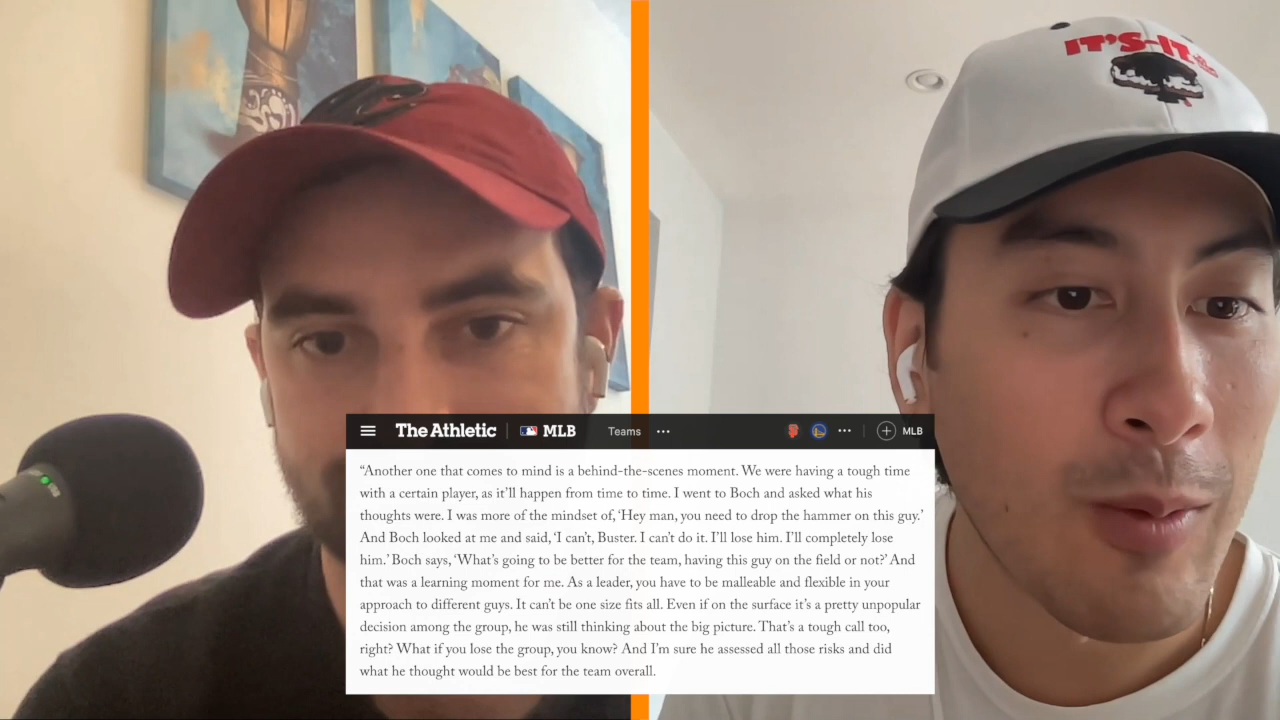 IT'S-IT
The Athletic MLB Teams ... MLB
“Another one that comes to mind is a behind-the-scenes moment. We were having a tough time
with a certain player, as it’ll happen from time to time. I went to Boch and asked what his
thoughts were. I was more of the mindset of, ‘Hey man, you need to drop the hammer on this guy.’
And Boch looked at me and said, ‘I can’t, Buster. I can’t do it. I’ll lose him. I’ll completely lose
him.’ Boch says, ‘What’s going to be better for the team, having this guy on the field or not?’ And
that was a learning moment for me. As a leader, you have to be malleable and flexible in your
approach to different guys. It can’t be one size fits all. Even if on the surface it’s a pretty unpopular
decision among the group, he was still thinking about the big picture. That’s a tough call too,
right? What if you lose the group, you know? And I’m sure he assessed all those risks and did
what he thought would be best for the team overall.